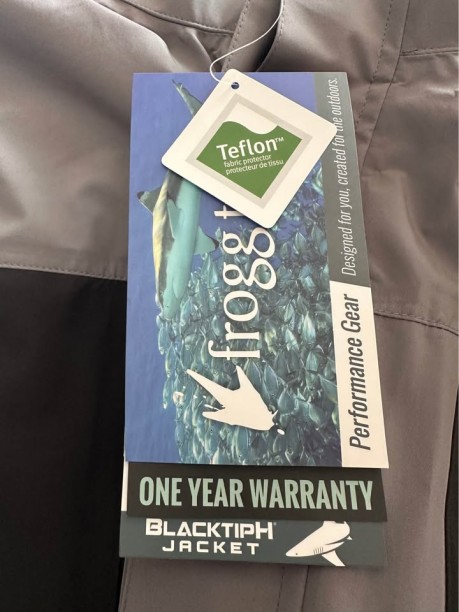 Teflon™
fabric protector
protecteur de tissu
frogg t
Performance Gear
Designed for you, created for the outdoors.
ONE YEAR WARRANTY
BLACKTIPH
JACKET